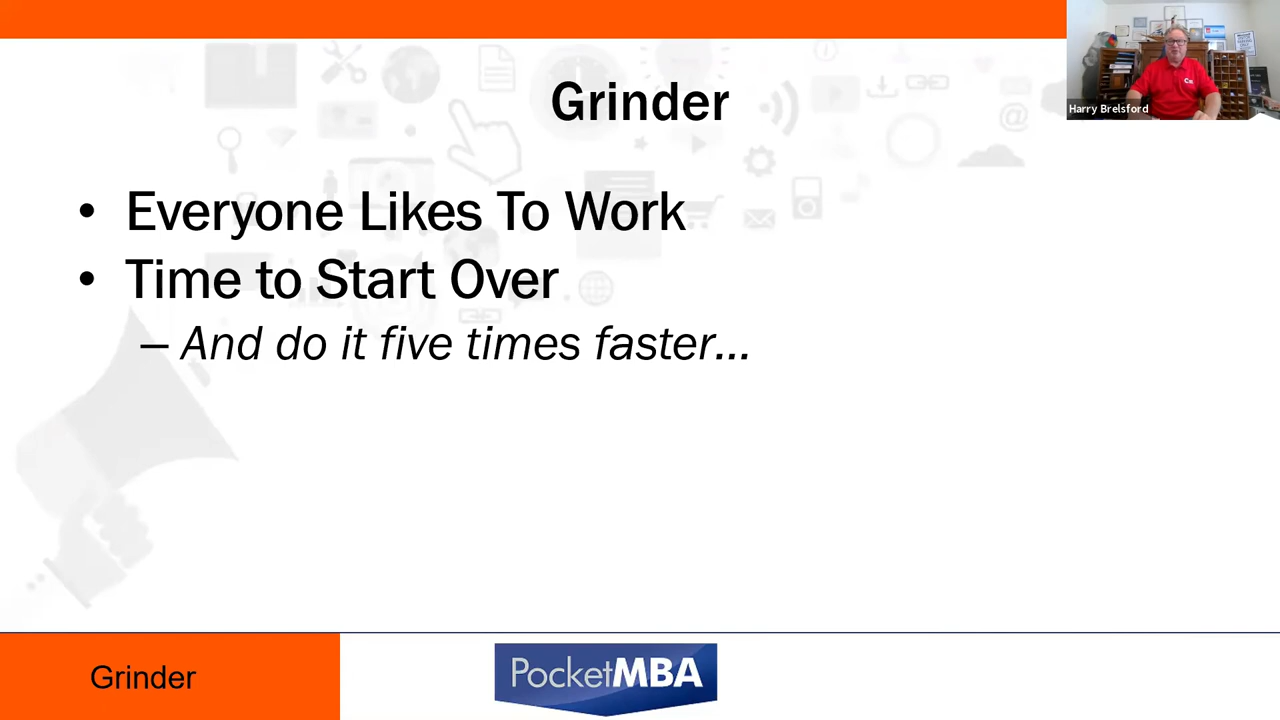 Grinder
Harry Brelsford
• Everyone Likes To Work
• Time to Start Over
– And do it five times faster...
Grinder
PocketMBA